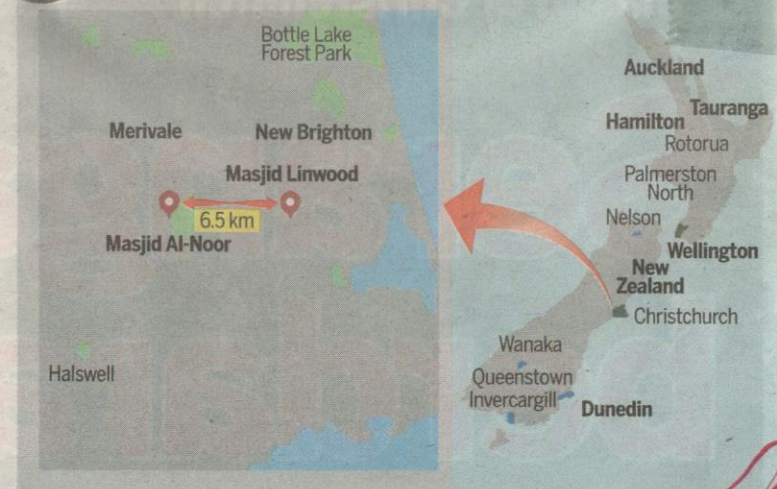 Bottle Lake
Forest Park
Merivale
New Brighton
Masjid Linwood
6.5 km
Masjid Al-Noor
Halswell
Auckland
Tauranga
Hamilton
Rotorua
Palmerston
North
Nelson
Wellington
New
Zealand
Christchurch
Wanaka
Queenstown
Invercargill
Dunedin